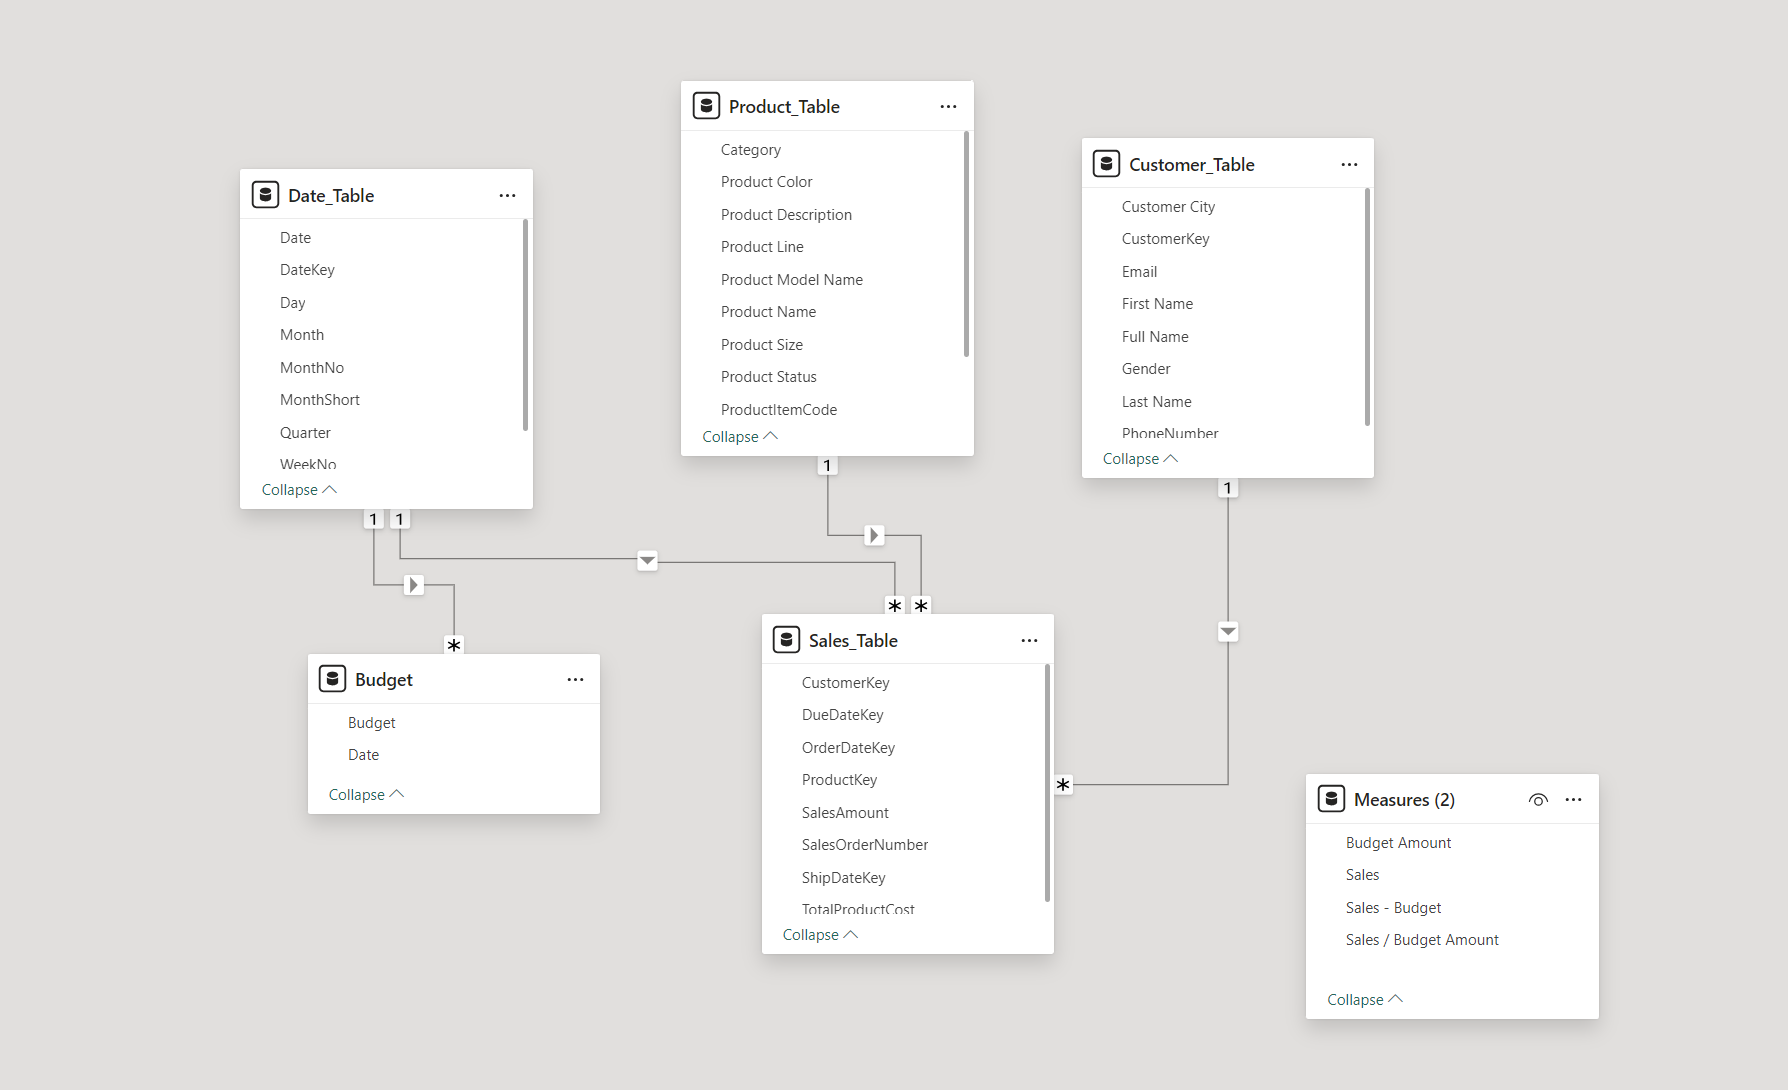 Product_Table
Category
Product Color
Product Description
Product Line
Product Model Name
Product Name
Product Size
Product Status
ProductItemCode
Collapse
1
Customer_Table
Customer City
CustomerKey
Email
First Name
Full Name
Gender
Last Name
PhoneNumber
Collapse
1
Date_Table
Date
DateKey
Day
Month
MonthNo
MonthShort
Quarter
WeekNo
Collapse
1 1
*
* *
*
Budget
Budget
Date
Collapse
Sales_Table
CustomerKey
DueDateKey
OrderDateKey
ProductKey
SalesAmount
SalesOrderNumber
ShipDateKey
TotalProductCost
Collapse
Measures (2)
Budget Amount
Sales
Sales - Budget
Sales / Budget Amount
Collapse